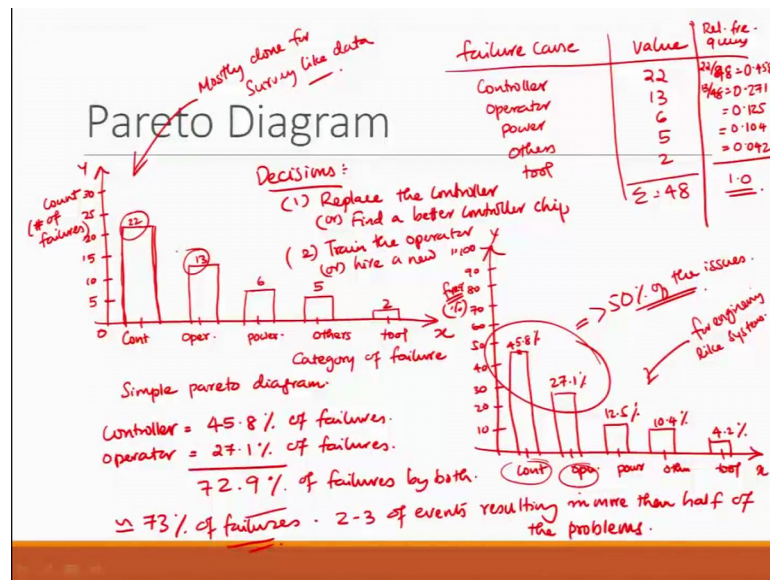 Mostly done for
Survey like data
Pareto Diagram
failure cause value Rel. fre-quency
Controller 22 22/48 = 0.458
operator 13 13/48 = 0.271
power 6 = 0.125
others 5 = 0.104
tool 2 = 0.042
Σ = 48 1.0
Decisions:
(1) Replace the Controller
(or) Find a better controller chip
(2) Train the operator
(or) hire a new "
Y
Count
(# of
failures)
30
25
20
15
10
5
0
22
13
6
5
2
Cont Oper. power. others tool x
Category of failure
Simple pareto diagram.
Controller = 45.8% of failures.
operator = 27.1% of failures.
72.9% of failures by both.
≃ 73% of failures. 2-3 of events resulting in more than half of
the problems.
Y
(%)
100
90
80
70
60
50
40
30
20
10
45.8%
27.1%
12.5%
10.4%
4.2%
=> 50% of the issues.
for engineering
like systems.
Cont Ope. powr othr tool x